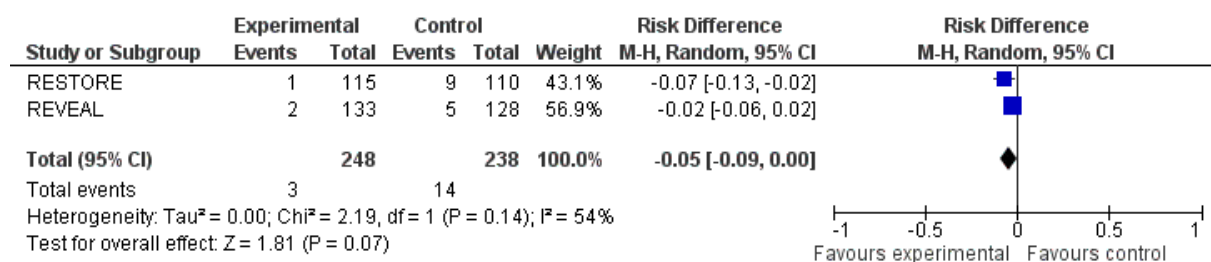 Experimental Control Risk Difference Risk Difference
Study or Subgroup Events Total Events Total Weight M-H, Random, 95% CI M-H, Random, 95% CI
RESTORE 1 115 9 110 43.1% -0.07 [-0.13, -0.02]
REVEAL 2 133 5 128 56.9% -0.02 [-0.06, 0.02]
Total (95% CI) 248 238 100.0% -0.05 [-0.09, 0.00]
Total events 3 14
Heterogeneity: Tau² = 0.00; Chi² = 2.19, df = 1 (P = 0.14); I² = 54%
Test for overall effect: Z = 1.81 (P = 0.07)
-1 -0.5 0 0.5 1
Favours experimental Favours control